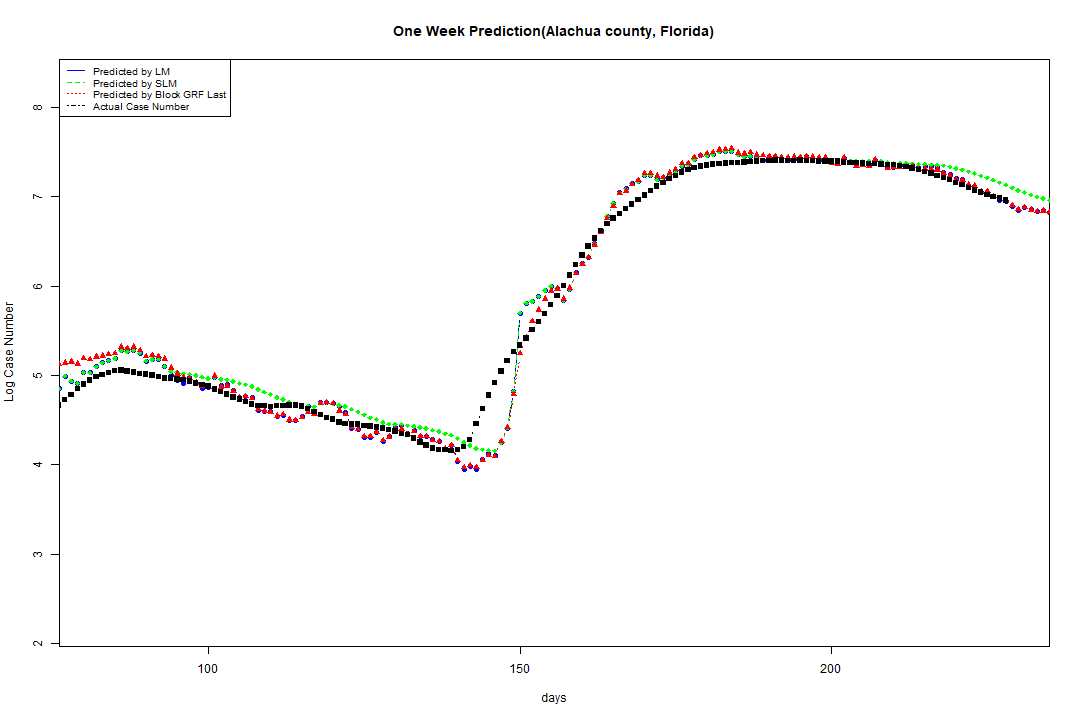 One Week Prediction(Alachua county, Florida)
Predicted by LM
Predicted by SLM
Predicted by Block GRF Last
Actual Case Number
8
7
6
5
4
3
2
Log Case Number
100 150 200
days